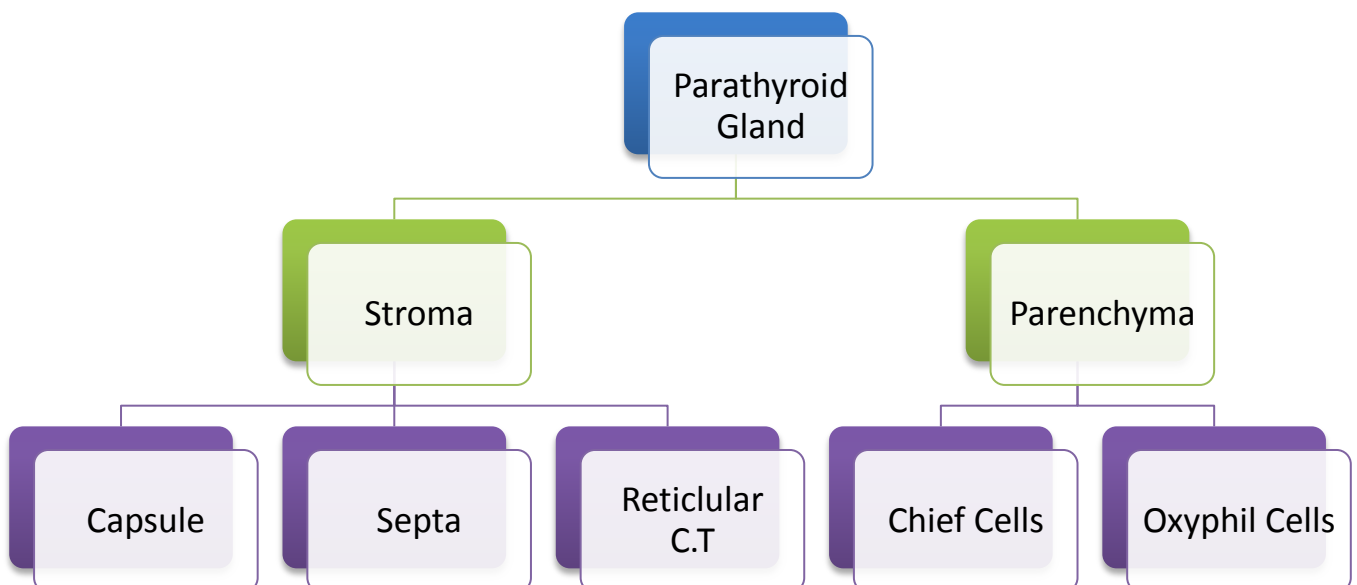 Parathyroid
Gland
Stroma
Parenchyma
Capsule
Septa
Reticlular
C.T
Chief Cells
Oxyphil Cells